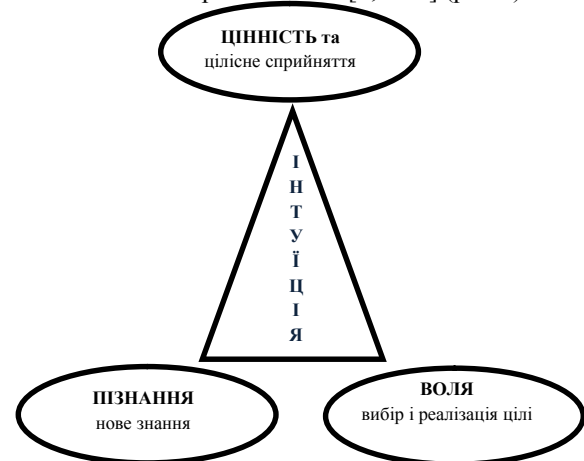 ЦІННІСТЬ та
цілісне сприйняття
І
Н
Т
У
Ї
Ц
І
Я
ПІЗНАННЯ
нове знання
ВОЛЯ
вибір і реалізація цілі